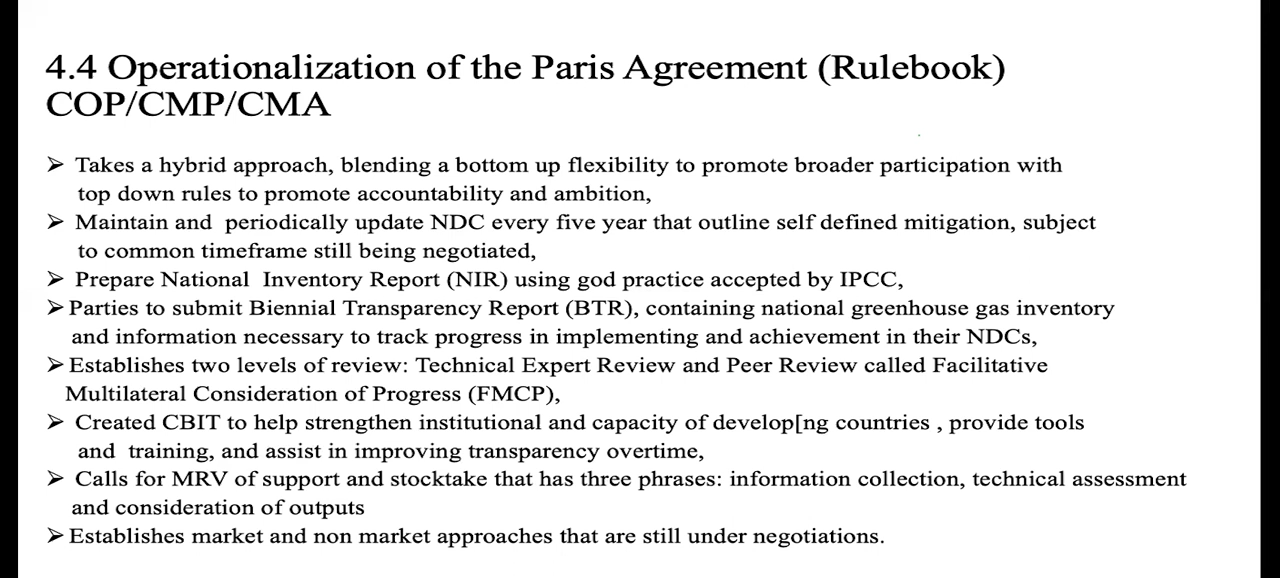 4.4 Operationalization of the Paris Agreement (Rulebook)
COP/CMP/CMA
➢ Takes a hybrid approach, blending a bottom up flexibility to promote broader participation with
top down rules to promote accountability and ambition,
➢ Maintain and periodically update NDC every five year that outline self defined mitigation, subject
to common timeframe still being negotiated,
➢ Prepare National Inventory Report (NIR) using god practice accepted by IPCC,
➢ Parties to submit Biennial Transparency Report (BTR), containing national greenhouse gas inventory
and information necessary to track progress in implementing and achievement in their NDCs,
➢ Establishes two levels of review: Technical Expert Review and Peer Review called Facilitative
Multilateral Consideration of Progress (FMCP),
➢ Created CBIT to help strengthen institutional and capacity of develop[ng countries , provide tools
and training, and assist in improving transparency overtime,
➢ Calls for MRV of support and stocktake that has three phrases: information collection, technical assessment
and consideration of outputs
➢ Establishes market and non market approaches that are still under negotiations.